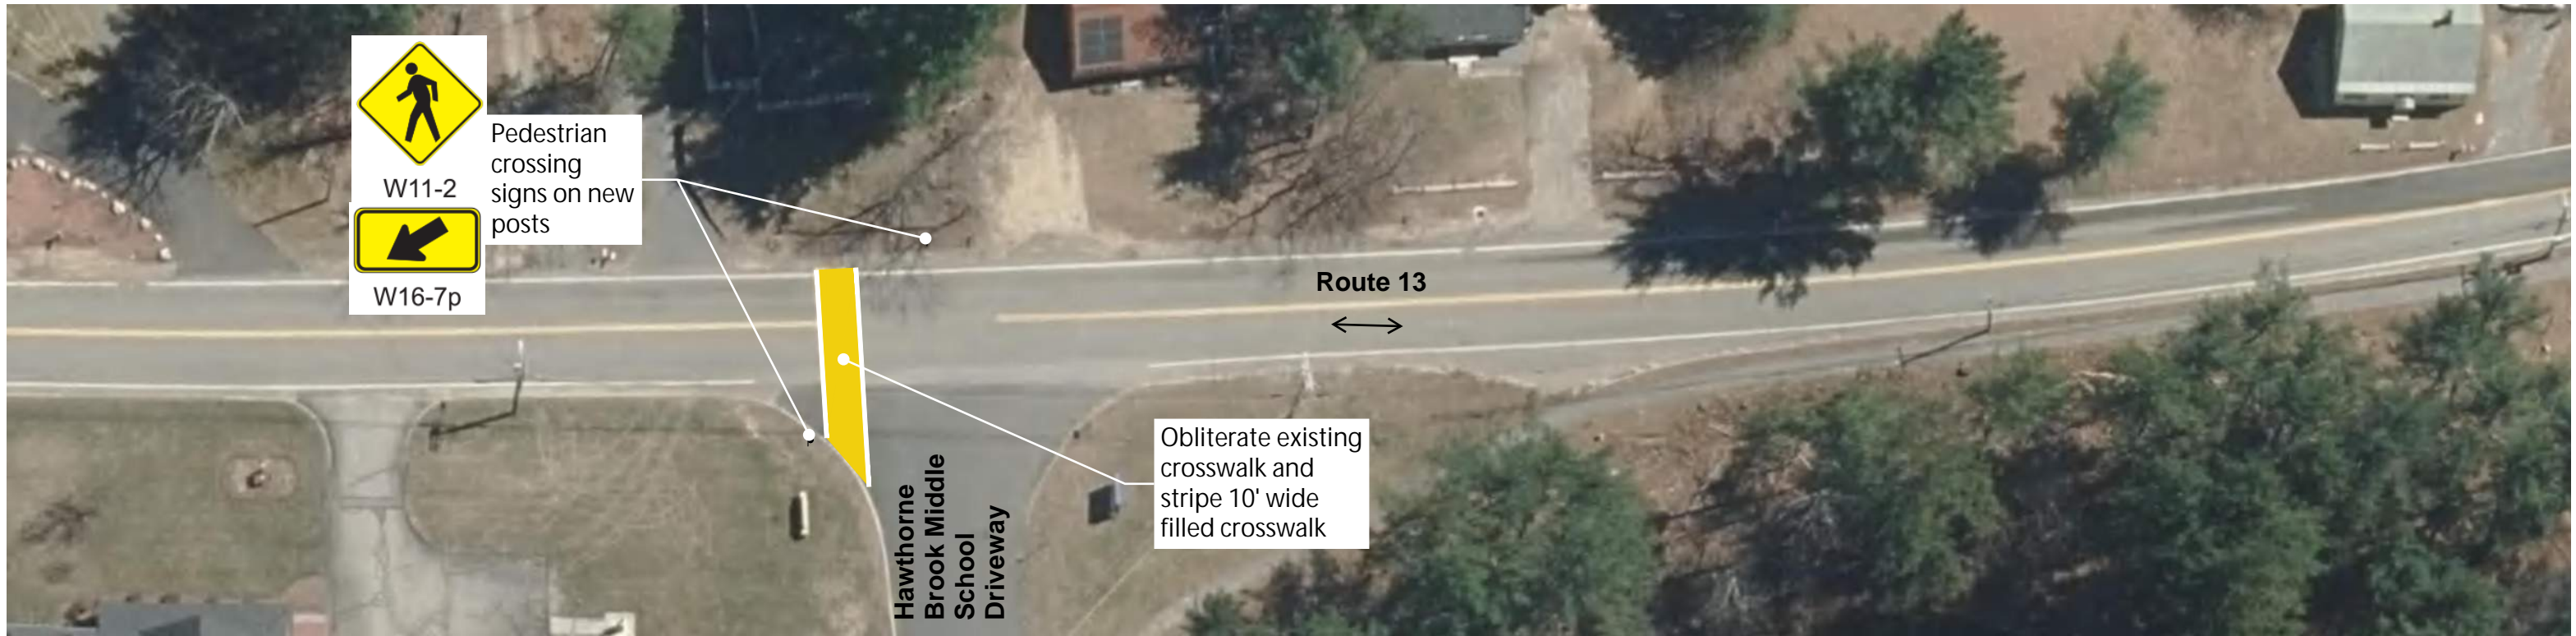 W11-2
W16-7p
Pedestrian
crossing
signs on new
posts
Route 13
Obliterate existing
crosswalk and
stripe 10' wide
filled crosswalk
Hawthorne
Brook Middle
School
Driveway